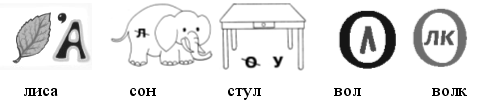 'А Л О У О Л О ЛК
лиса сон стул вол волк